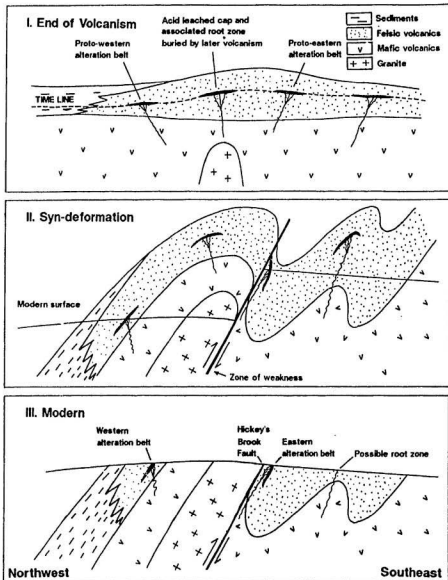 I. End of Volcanism
Acid leached cap and
associated root zone
buried by later volcanism
Proto-western
alteration belt
Proto-eastern
alteration belt
Sediments
Felsic volcanics
Mafic volcanics
Granite
TIME LINE
II. Syn-deformation
Modern surface
Zone of weakness
III. Modern
Western
alteration belt
Hickey's
Brook
Fault
Eastern
alteration belt
Possible root zone
Northwest
Southeast